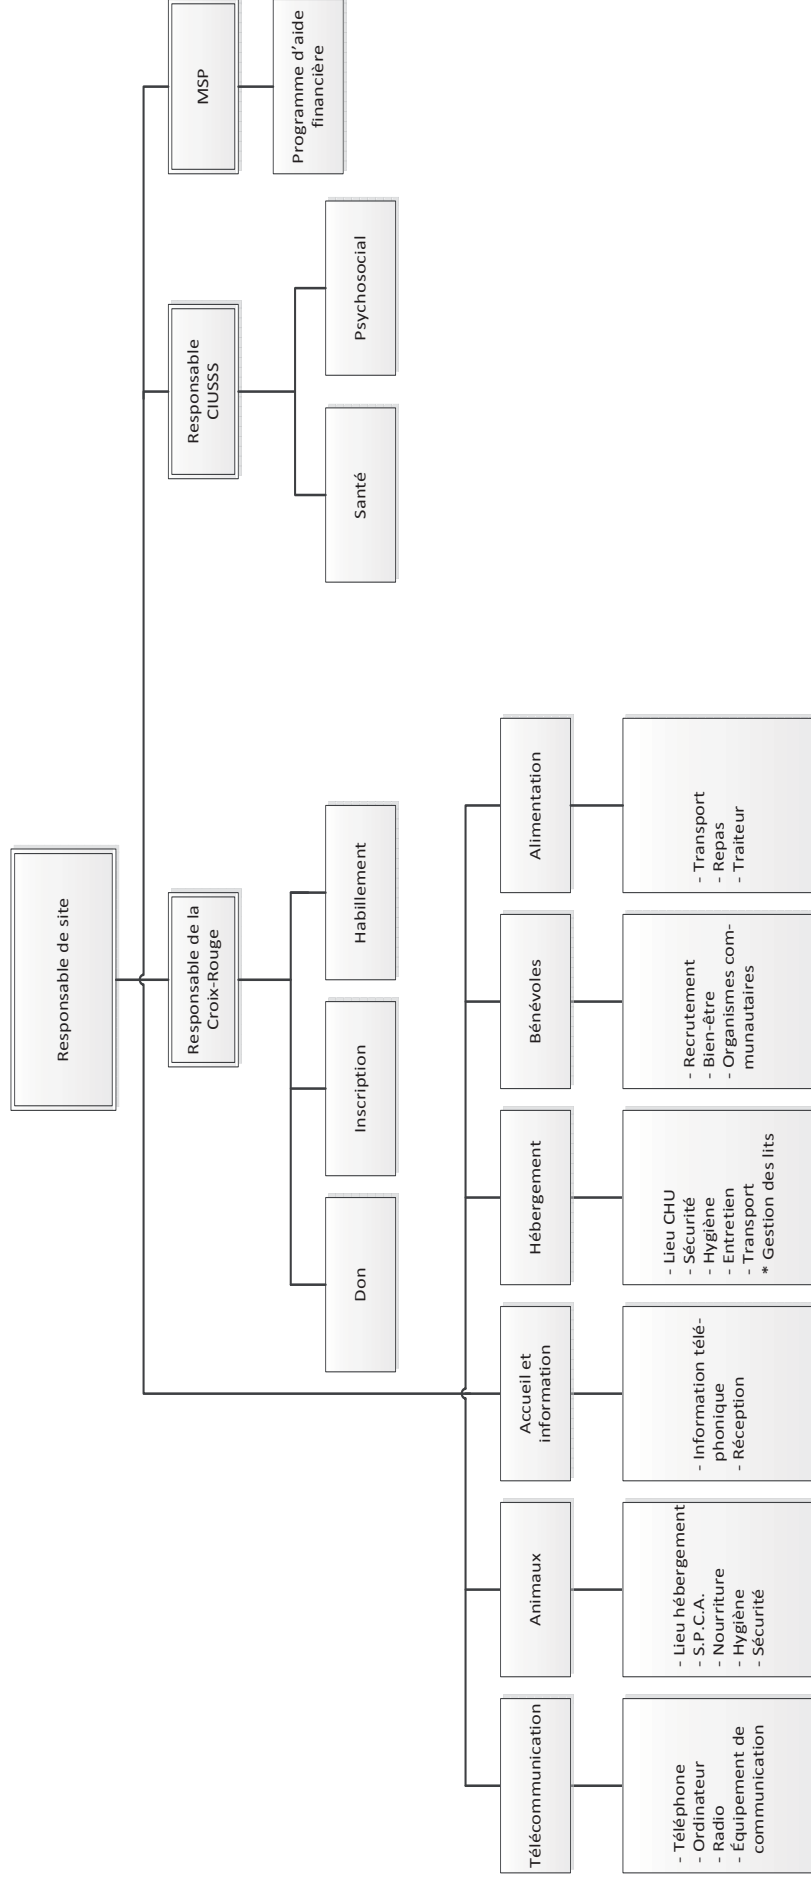 Responsable de site
Responsable de la
Croix-Rouge
Responsable
CIUSSS
MSP
Don
Inscription
Habillement
Santé
Psychosocial
Programme d’aide
financière
Télécommunication
Animaux
Accueil et
information
Hébergement
Bénévoles
Alimentation
- Téléphone
- Ordinateur
- Radio
- Équipement de
communication
- Lieu hébergement
- S.P.C.A.
- Nourriture
- Hygiène
- Sécurité
- Information télé-
phonique
- Réception
- Lieu CHU
- Sécurité
- Hygiène
- Entretien
- Transport
* Gestion des lits
- Recrutement
- Bien-être
- Organismes com-
munautaires
- Transport
- Repas
- Traiteur